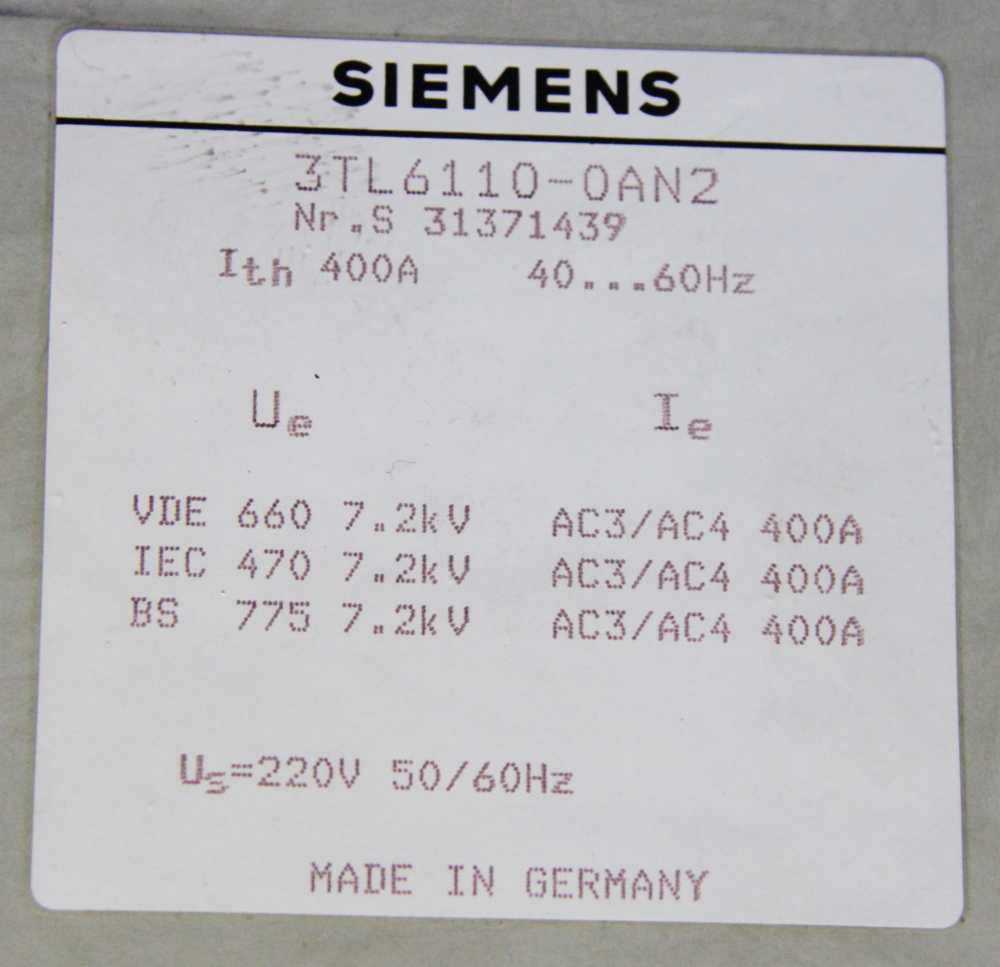 SIEMENS
3TL6110-0AN2
Nr.S 31371439
Ith 400A 40...60Hz
Ue Ie
VDE 660 7.2kV AC3/AC4 400A
IEC 470 7.2kV AC3/AC4 400A
BS 775 7.2kV AC3/AC4 400A
Us=220V 50/60Hz
MADE IN GERMANY